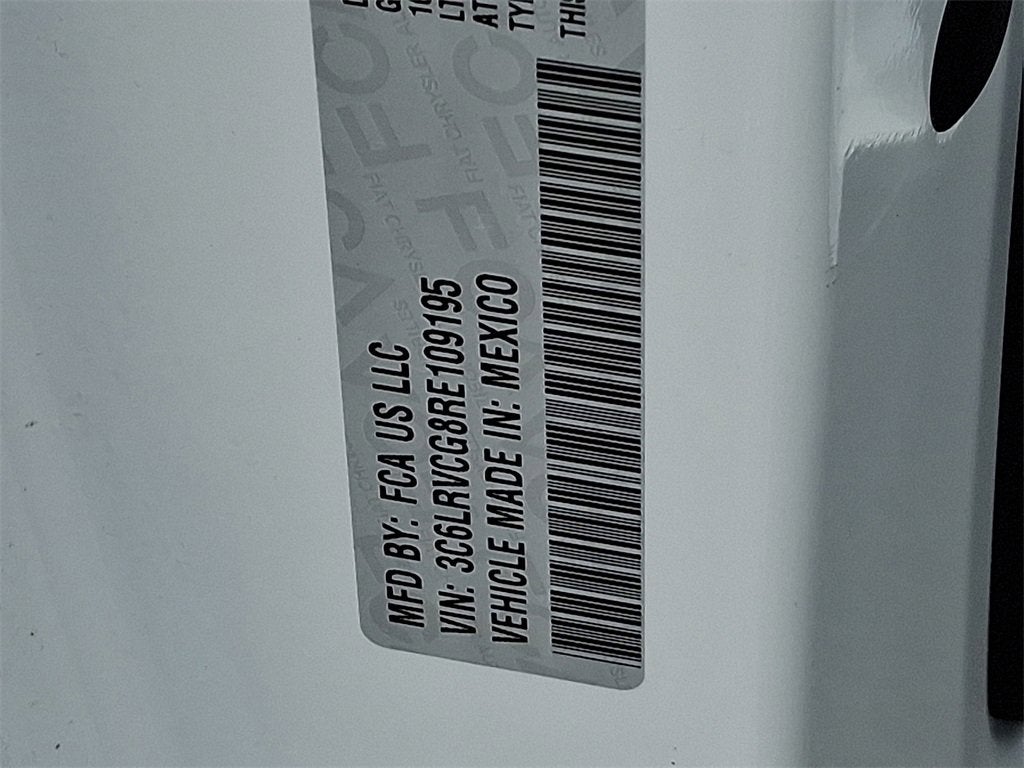 MFD BY: FCA US LLC
VIN: 3C6LRVCG8RE109195
VEHICLE MADE IN: MEXICO